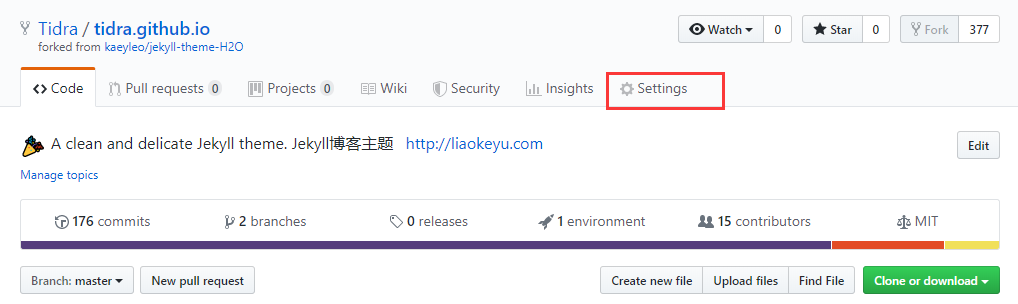 Tidra / tidra.github.io
forked from kaeyleo/jekyll-theme-H2O
Watch 0 Star 0 Fork 377
Code Pull requests 0 Projects 0 Wiki Security Insights Settings
A clean and delicate Jekyll theme. Jekyll博客主题 http://liaokeyu.com Edit
Manage topics
176 commits 2 branches 0 releases 1 environment 15 contributors MIT
Branch: master New pull request Create new file Upload files Find File Clone or download